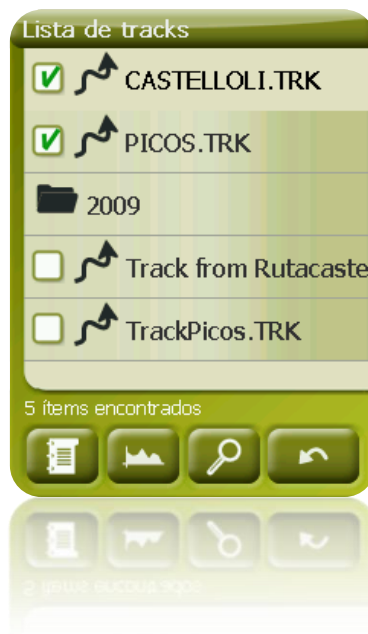 Lista de tracks
CASTELLOLI.TRK
PICOS.TRK
2009
Track from Rutacaste
TrackPicos.TRK
5 ítems encontrados